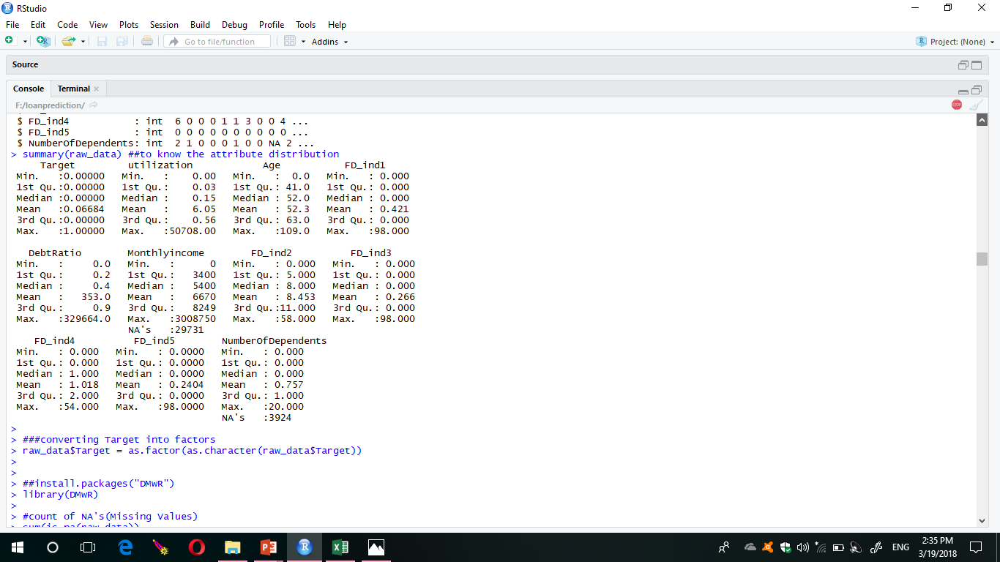 RStudio
File Edit Code View Plots Session Build Debug Profile Tools Help
Go to file/function Addins Project: (None)
Source
Console Terminal
F:/loanprediction/
STOP
$ FD_ind4           : int  6 0 0 0 1 1 3 0 0 4 ...
$ FD_ind5           : int  0 0 0 0 0 0 0 0 0 0 ...
$ NumberOfDependents: int  2 1 0 0 0 1 0 0 NA 2 ...
> summary(raw_data) ##to know the attribute distribution
Target utilization Age FD_ind1
Min.   :0.00000   Min.   :    0.00   Min.   :  0.0   Min.   : 0.000
1st Qu.:0.00000   1st Qu.:    0.03   1st Qu.: 41.0   1st Qu.: 0.000
Median :0.00000   Median :    0.15   Median : 52.0   Median : 0.000
Mean   :0.06684   Mean   :    6.05   Mean   : 52.3   Mean   : 0.421
3rd Qu.:0.00000   3rd Qu.:    0.56   3rd Qu.: 63.0   3rd Qu.: 0.000
Max.   :1.00000   Max.   :50708.00   Max.   :109.0   Max.   :98.000
DebtRatio Monthlyincome FD_ind2 FD_ind3
Min.   :     0.0   Min.   :      0   Min.   : 0.000   Min.   : 0.000
1st Qu.:     0.2   1st Qu.:   3400   1st Qu.: 5.000   1st Qu.: 0.000
Median :     0.4   Median :   5400   Median : 8.000   Median : 0.000
Mean   :   353.0   Mean   :   6670   Mean   : 8.453   Mean   : 0.266
3rd Qu.:     0.9   3rd Qu.:   8249   3rd Qu.:11.000   3rd Qu.: 0.000
Max.   :329664.0   Max.   :3008750   Max.   :58.000   Max.   :98.000
NA's   :29731
FD_ind4 FD_ind5 NumberOfDependents
Min.   : 0.000   Min.   : 0.0000   Min.   : 0.000
1st Qu.: 0.000   1st Qu.: 0.0000   1st Qu.: 0.000
Median : 1.000   Median : 0.0000   Median : 0.000
Mean   : 1.018   Mean   : 0.2404   Mean   : 0.757
3rd Qu.: 2.000   3rd Qu.: 0.0000   3rd Qu.: 1.000
Max.   :54.000   Max.   :98.0000   Max.   :20.000
NA's   :3924
>
> ###converting Target into factors
> raw_data$Target = as.factor(as.character(raw_data$Target))
>
>
> ##install.packages("DMwR")
> library(DMwR)
>
> #count of NA's(Missing Values)
> sum(is.na(raw_data))
ENG
2:35 PM
3/19/2018